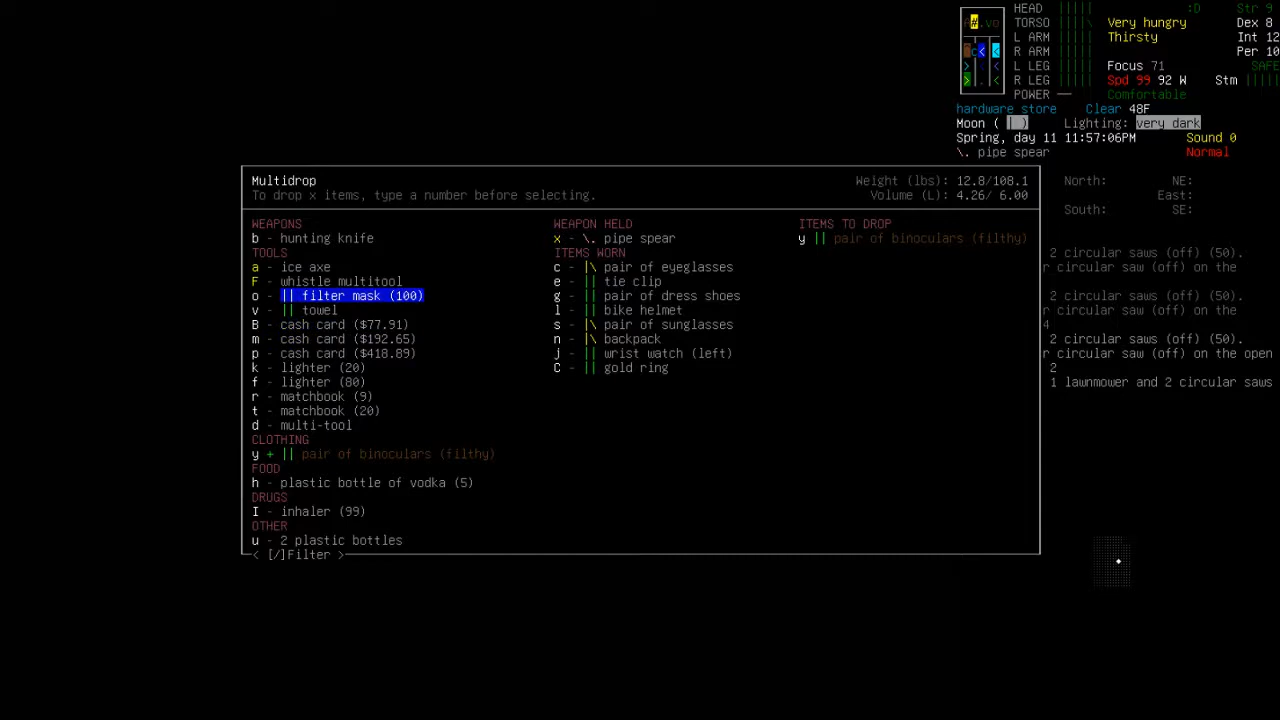 HEAD ||||| :D Str 9
TORSO ||||\ Very hungry Dex 8
L ARM ||||| Thirsty Int 12
R ARM ||||| Per 10
L LEG ||||| Focus 71 SAFE
R LEG ||||| Spd 99 92 W Stm |||||
POWER — Comfortable
hardware store Clear 48F
Moon ( | ) Lighting: very dark
Spring, day 11 11:57:06PM Sound 0
\. pipe spear Normal
Multidrop Weight (lbs): 12.8/108.1
To drop x items, type a number before selecting. Volume (L): 4.26/ 6.00
North: NE:
East:
South: SE:
WEAPONS WEAPON HELD ITEMS TO DROP
b - hunting knife x - \. pipe spear y || pair of binoculars (filthy)
TOOLS ITEMS WORN 2 circular saws (off) (50).
a - ice axe c - |\ pair of eyeglasses r circular saw (off) on the
F - whistle multitool e - || tie clip
o - || filter mask (100) g - || pair of dress shoes 2 circular saws (off) (50).
v - || towel l - || bike helmet r circular saw (off) on the
B - cash card ($77.91) s - |\ pair of sunglasses 4
m - cash card ($192.65) n - |\ backpack 2 circular saws (off) (50).
p - cash card ($418.89) j - || wrist watch (left) r circular saw (off) on the open
k - lighter (20) C - || gold ring 2
f - lighter (80) 1 lawnmower and 2 circular saws
r - matchbook (9)
t - matchbook (20)
d - multi-tool
CLOTHING
y + || pair of binoculars (filthy)
FOOD
h - plastic bottle of vodka (5)
DRUGS
I - inhaler (99)
OTHER
u - 2 plastic bottles
< [/]Filter >